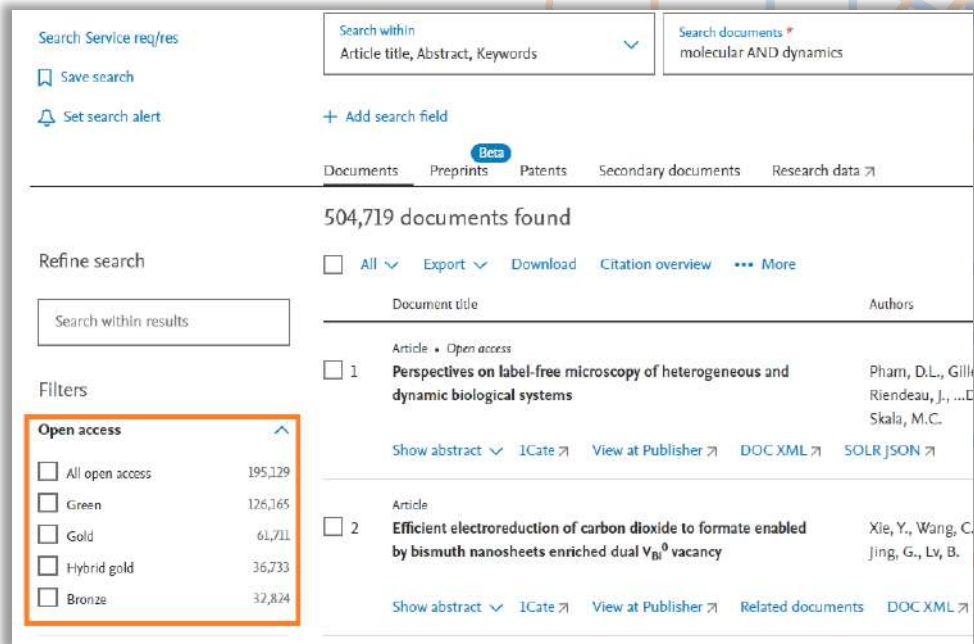 Search Service req/res
Save search
Set search alert
Search within
Article title, Abstract, Keywords
Search documents *
molecular AND dynamics
+ Add search field
Beta
Documents Preprints Patents Secondary documents Research data
504,719 documents found
Refine search
Search within results
All Export Download Citation overview ••• More
Document title Authors
Filters
Open access
All open access 195,129
Green 126,165
Gold 61,711
Hybrid gold 36,733
Bronze 32,824
Article • Open access
1 Perspectives on label-free microscopy of heterogeneous and
dynamic biological systems
Pham, D.L., Gille
Riendeau, J., ...D
Skala, M.C.
Show abstract 1Cate View at Publisher DOC XML SOLR JSON
Article
2 Efficient electroreduction of carbon dioxide to formate enabled
by bismuth nanosheets enriched dual VBi0 vacancy
Xie, Y., Wang, C.
Jing, G., Lv, B.
Show abstract 1Cate View at Publisher Related documents DOC XML